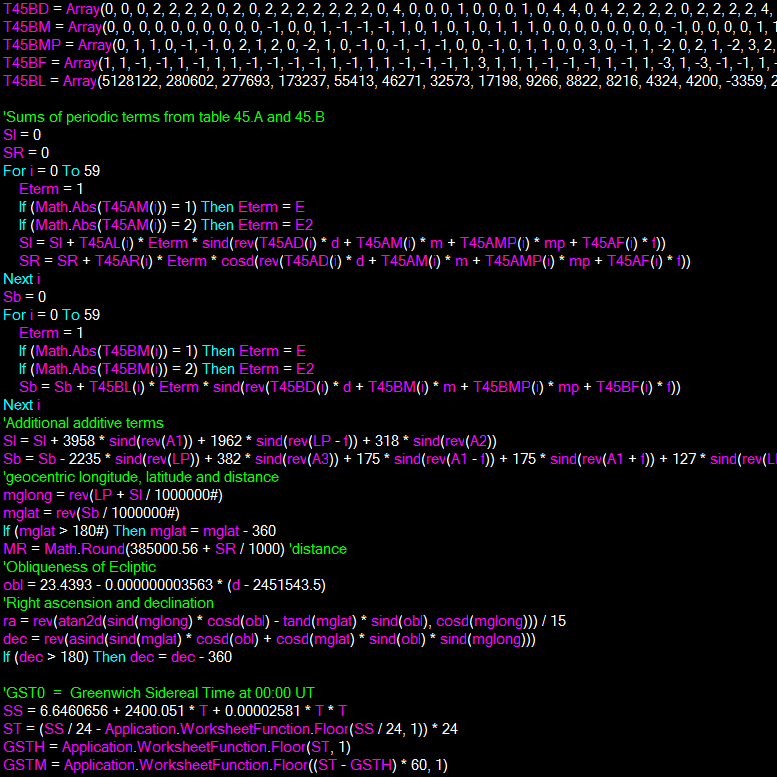 T45BD = Array(0, 0, 0, 2, 2, 2, 2, 0, 2, 0, 2, 2, 2, 2, 2, 2, 2, 0, 4, 0, 0, 0, 1, 0, 0, 0, 1, 0, 4, 4, 0, 4, 2, 2, 2, 2, 0, 2, 2, 2, 2, 4,
T45BM = Array(0, 0, 0, 0, 0, 0, 0, 0, 0, 0, -1, 0, 0, 1, -1, -1, -1, 1, 0, 1, 0, 1, 0, 1, 1, 1, 0, 0, 0, 0, 0, 0, 0, 0, -1, 0, 0, 0, 0, 1, 1,
T45BMP = Array(0, 1, 1, 0, -1, -1, 0, 2, 1, 2, 0, -2, 1, 0, -1, 0, -1, -1, -1, 0, 0, -1, 0, 1, 1, 0, 0, 3, 0, -1, 1, -2, 0, 2, 1, -2, 3, 2,
T45BF = Array(1, 1, -1, -1, 1, -1, 1, 1, -1, -1, -1, -1, 1, -1, 1, 1, -1, -1, -1, 1, 3, 1, 1, 1, -1, -1, -1, 1, -1, 1, -3, 1, -3, -1, -1, 1,
T45BL = Array(5128122, 280602, 277693, 173237, 55413, 46271, 32573, 17198, 9266, 8822, 8216, 4324, 4200, -3359, 2
'Sums of periodic terms from table 45.A and 45.B
Sl = 0
SR = 0
For i = 0 To 59
Eterm = 1
If (Math.Abs(T45AM(i)) = 1) Then Eterm = E
If (Math.Abs(T45AM(i)) = 2) Then Eterm = E2
Sl = Sl + T45AL(i) * Eterm * sind(rev(T45AD(i) * d + T45AM(i) * m + T45AMP(i) * mp + T45AF(i) * f))
SR = SR + T45AR(i) * Eterm * cosd(rev(T45AD(i) * d + T45AM(i) * m + T45AMP(i) * mp + T45AF(i) * f))
Next i
Sb = 0
For i = 0 To 59
Eterm = 1
If (Math.Abs(T45BM(i)) = 1) Then Eterm = E
If (Math.Abs(T45BM(i)) = 2) Then Eterm = E2
Sb = Sb + T45BL(i) * Eterm * sind(rev(T45BD(i) * d + T45BM(i) * m + T45BMP(i) * mp + T45BF(i) * f))
Next i
'Additional additive terms
Sl = Sl + 3958 * sind(rev(A1)) + 1962 * sind(rev(LP - f)) + 318 * sind(rev(A2))
Sb = Sb - 2235 * sind(rev(LP)) + 382 * sind(rev(A3)) + 175 * sind(rev(A1 - f)) + 175 * sind(rev(A1 + f)) + 127 * sind(rev(L
'geocentric longitude, latitude and distance
mglong = rev(LP + Sl / 1000000#)
mglat = rev(Sb / 1000000#)
If (mglat > 180#) Then mglat = mglat - 360
MR = Math.Round(385000.56 + SR / 1000) 'distance
'Obliqueness of Ecliptic
obl = 23.4393 - 0.000000003563 * (d - 2451543.5)
'Right ascension and declination
ra = rev(atan2d(sind(mglong) * cosd(obl) - tand(mglat) * sind(obl), cosd(mglong))) / 15
dec = rev(asind(sind(mglat) * cosd(obl) + cosd(mglat) * sind(obl) * sind(mglong)))
If (dec > 180) Then dec = dec - 360
'GST0 = Greenwich Sidereal Time at 00:00 UT
SS = 6.6460656 + 2400.051 * T + 0.00002581 * T * T
ST = (SS / 24 - Application.WorksheetFunction.Floor(SS / 24, 1)) * 24
GSTH = Application.WorksheetFunction.Floor(ST, 1)
GSTM = Application.WorksheetFunction.Floor((ST - GSTH) * 60, 1)